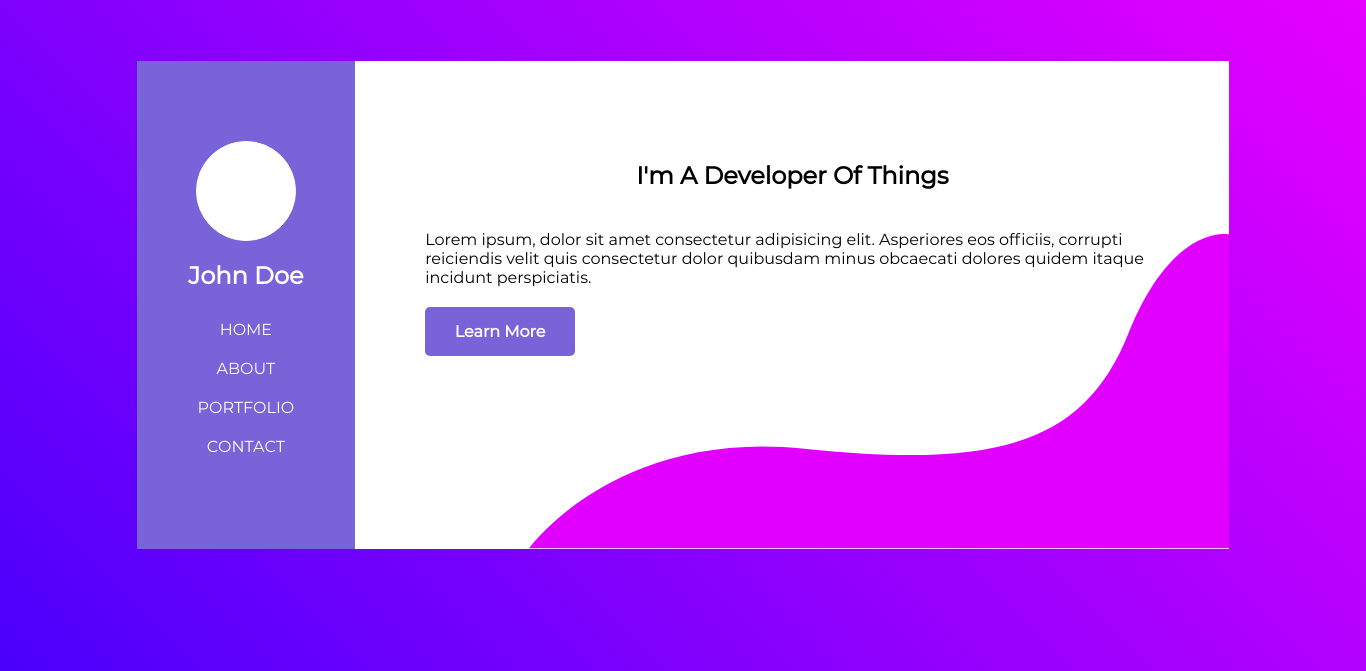 John Doe
HOME
ABOUT
PORTFOLIO
CONTACT
I'm A Developer Of Things
Lorem ipsum, dolor sit amet consectetur adipisicing elit. Asperiores eos officiis, corrupti
reiciendis velit quis consectetur dolor quibusdam minus obcaecati dolores quidem itaque
incidunt perspiciatis.
Learn More